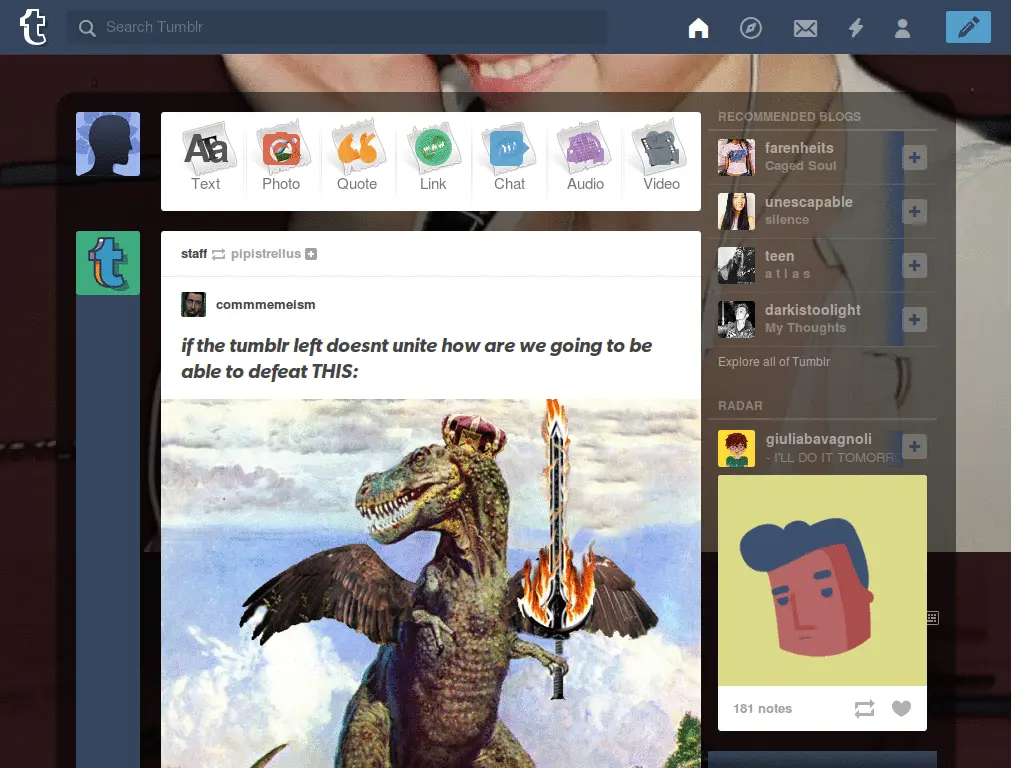 Search Tumblr
Text Photo Quote Link Chat Audio Video
staff pipistrellus
commmemeism
if the tumblr left doesnt unite how are we going to be
able to defeat THIS:
RECOMMENDED BLOGS
farenheits
Caged Soul
unescapable
silence
teen
a t l a s
darkistoolight
My Thoughts
Explore all of Tumblr
RADAR
giuliabavagnoli
- I'LL DO IT TOMORR
181 notes